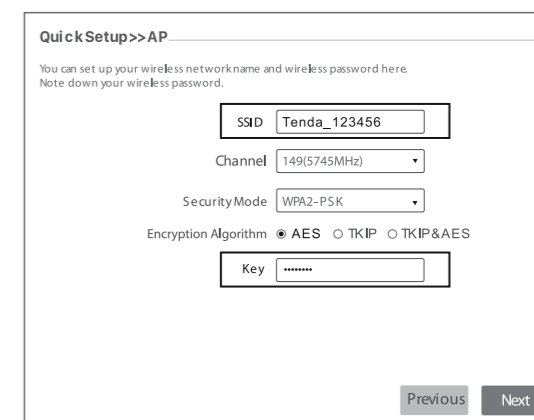 Quick Setup>>AP
You can set up your wireless network name and wireless password here.
Note down your wireless password.
SSID Tenda_123456
Channel 149(5745MHz)
Security Mode WPA2-PSK
Encryption Algorithm AES TKIP TKIP&AES
Key ••••••••
Previous Next